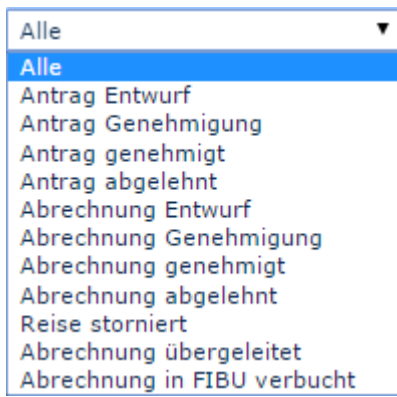 Alle
Alle
Antrag Entwurf
Antrag Genehmigung
Antrag genehmigt
Antrag abgelehnt
Abrechnung Entwurf
Abrechnung Genehmigung
Abrechnung genehmigt
Abrechnung abgelehnt
Reise storniert
Abrechnung übergeleitet
Abrechnung in FIBU verbucht